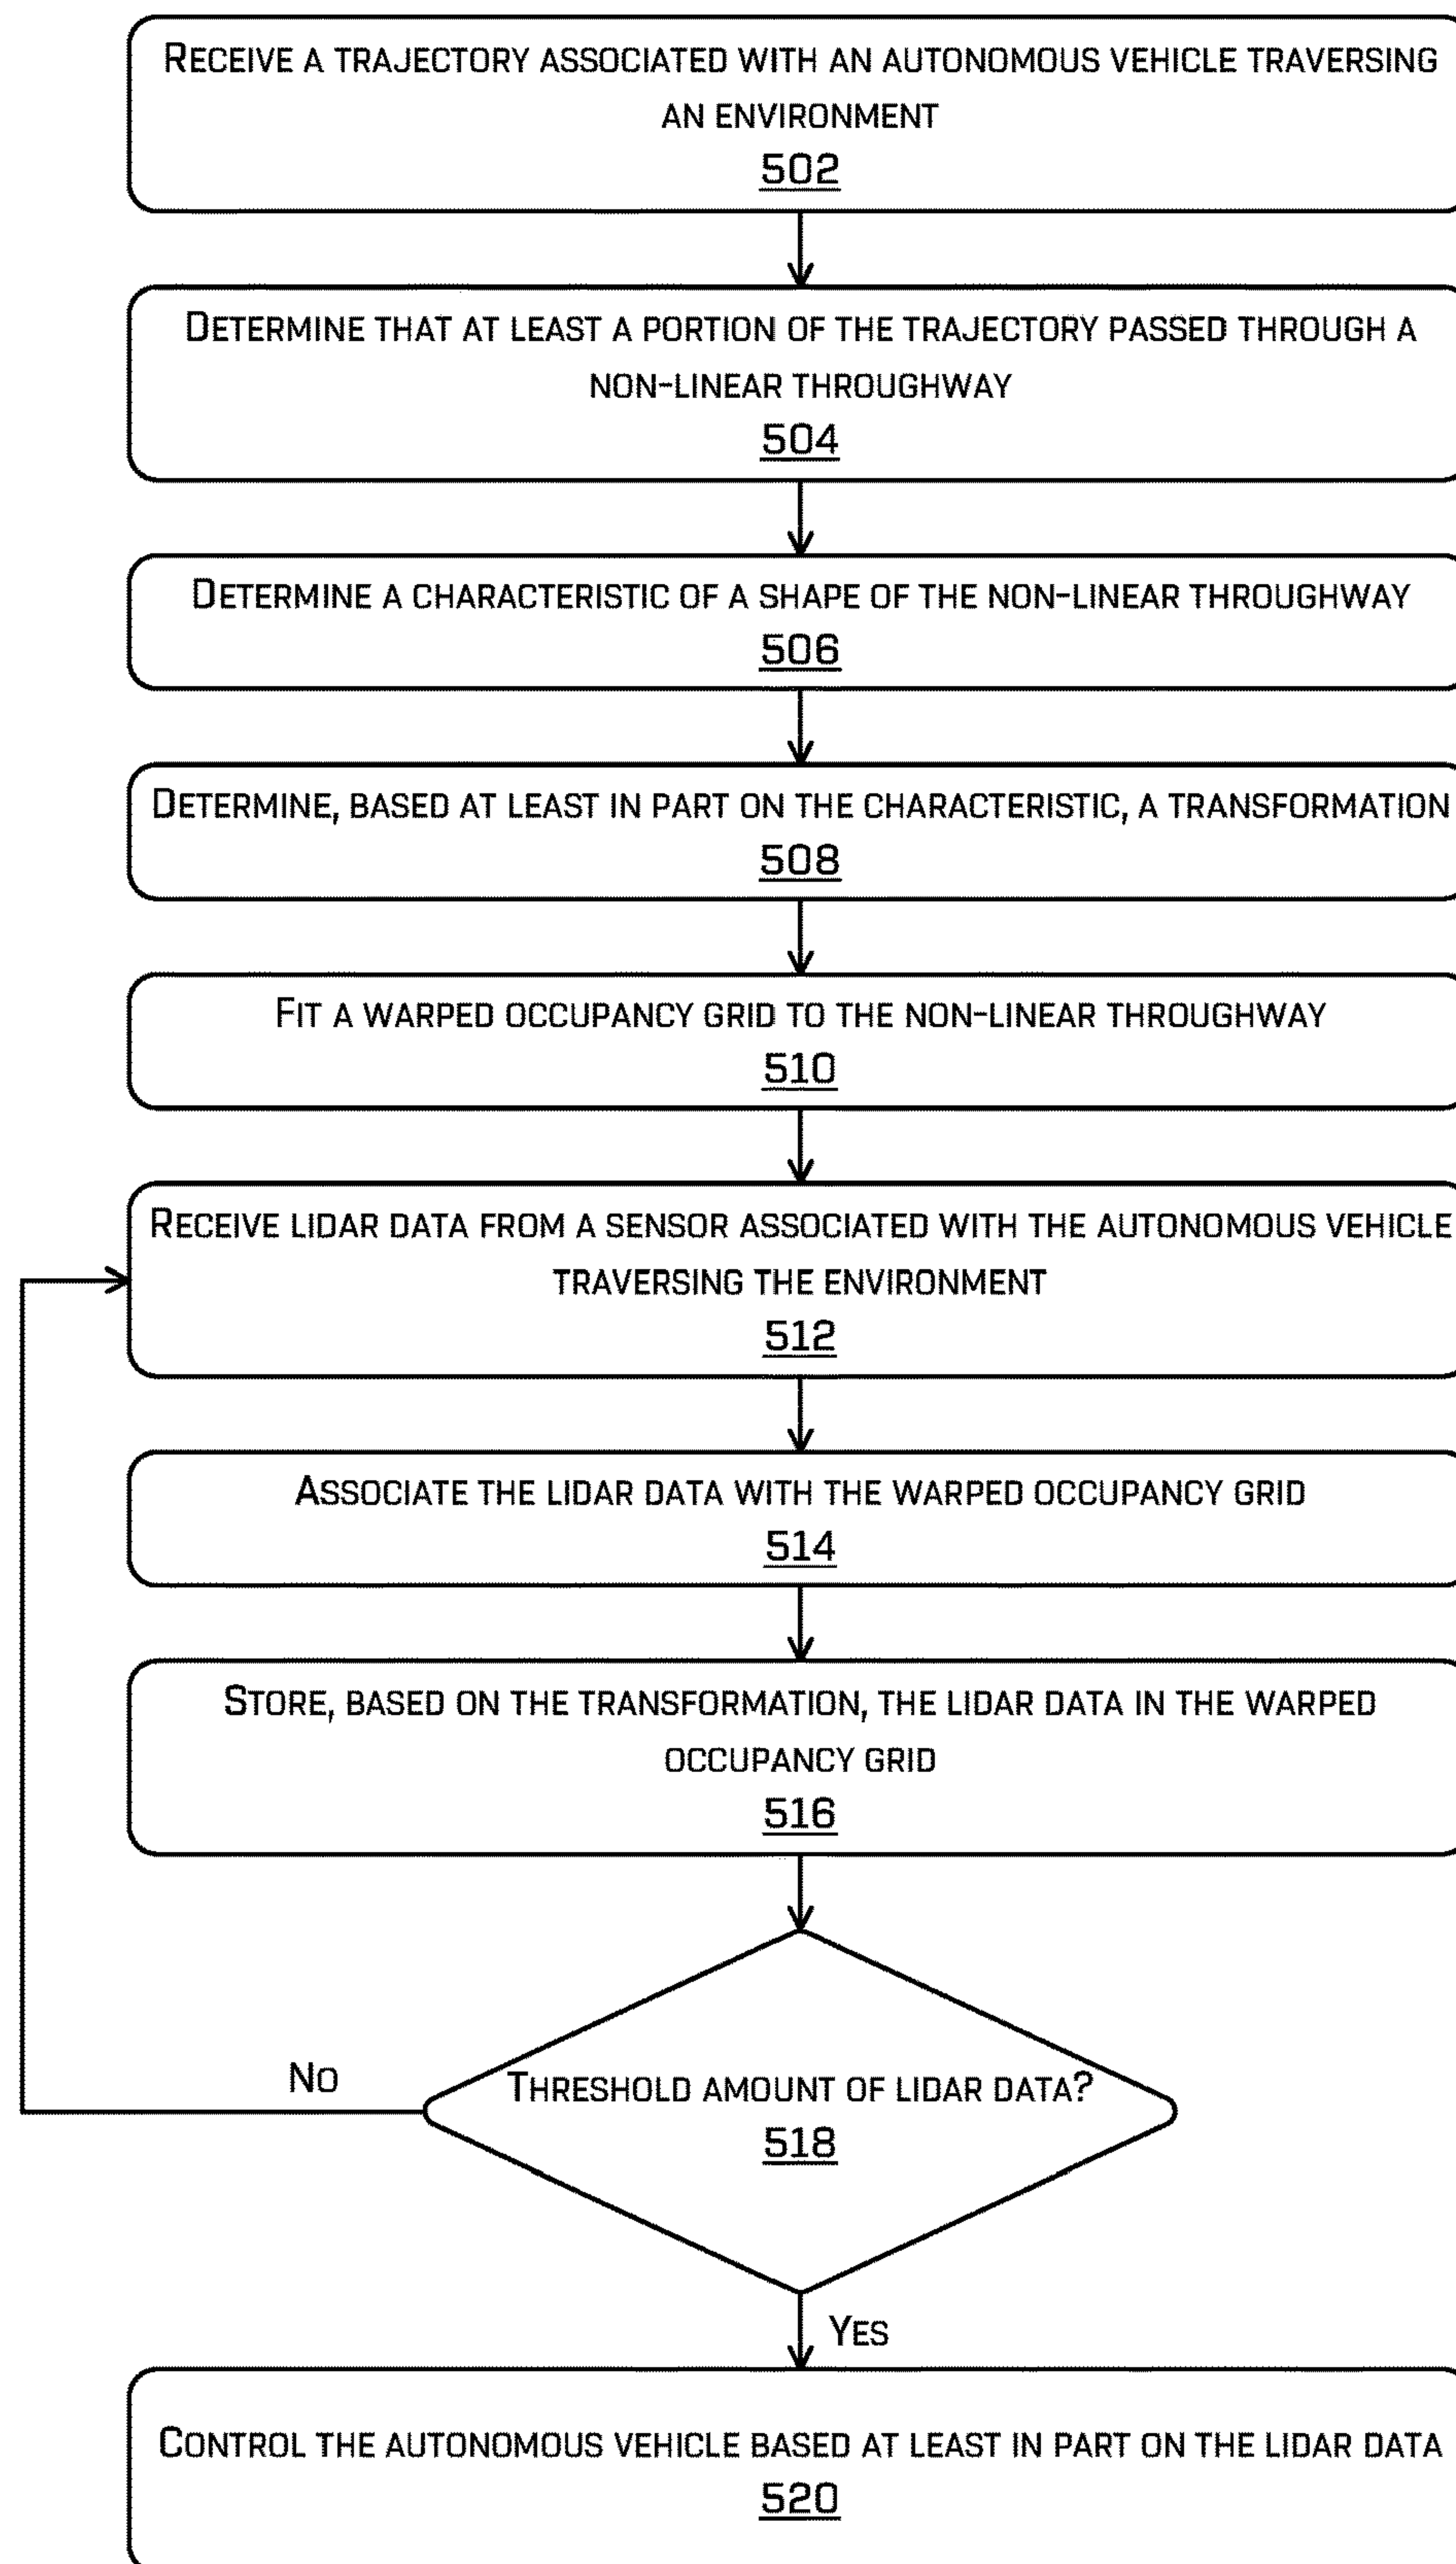 RECEIVE A TRAJECTORY ASSOCIATED WITH AN AUTONOMOUS VEHICLE TRAVERSING
AN ENVIRONMENT
502
DETERMINE THAT AT LEAST A PORTION OF THE TRAJECTORY PASSED THROUGH A
NON-LINEAR THROUGHWAY
504
DETERMINE A CHARACTERISTIC OF A SHAPE OF THE NON-LINEAR THROUGHWAY
506
DETERMINE, BASED AT LEAST IN PART ON THE CHARACTERISTIC, A TRANSFORMATION
508
FIT A WARPED OCCUPANCY GRID TO THE NON-LINEAR THROUGHWAY
510
RECEIVE LIDAR DATA FROM A SENSOR ASSOCIATED WITH THE AUTONOMOUS VEHICLE
TRAVERSING THE ENVIRONMENT
512
ASSOCIATE THE LIDAR DATA WITH THE WARPED OCCUPANCY GRID
514
STORE, BASED ON THE TRANSFORMATION, THE LIDAR DATA IN THE WARPED
OCCUPANCY GRID
516
NO
THRESHOLD AMOUNT OF LIDAR DATA?
518
YES
CONTROL THE AUTONOMOUS VEHICLE BASED AT LEAST IN PART ON THE LIDAR DATA
520